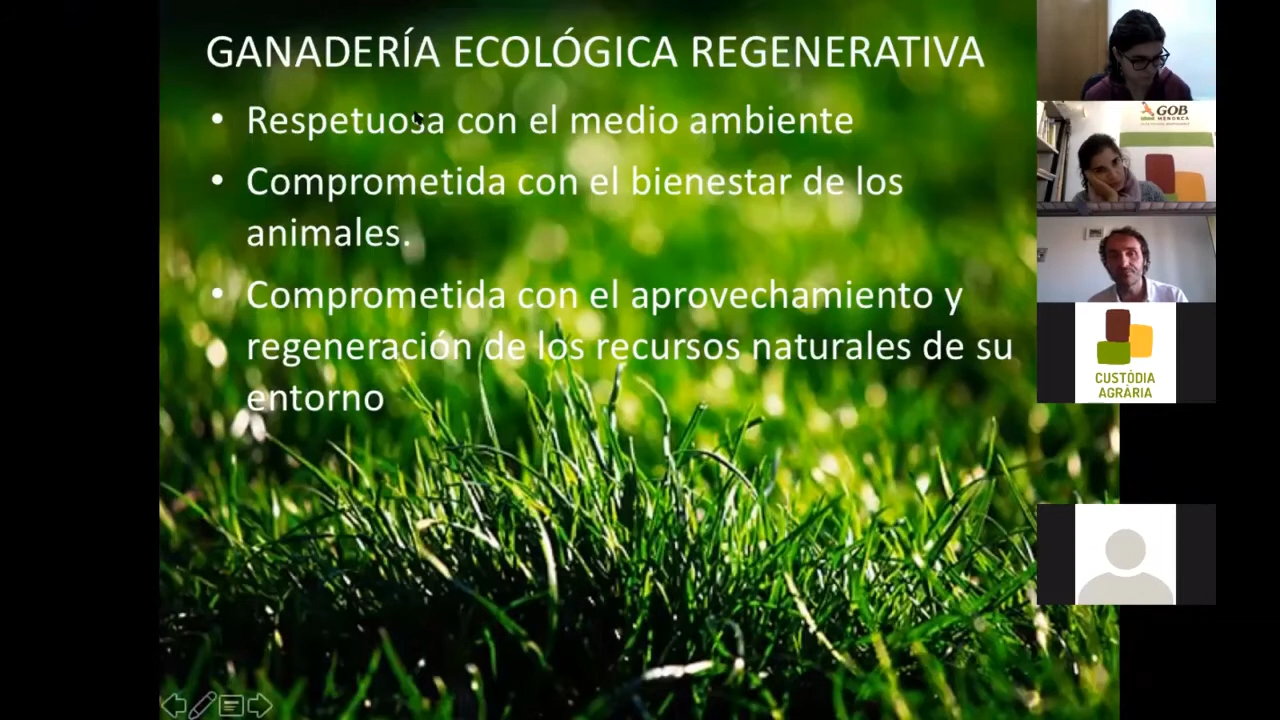 GANADERÍA ECOLÓGICA REGENERATIVA
• Respetuosa con el medio ambiente
• Comprometida con el bienestar de los
animales.
• Comprometida con el aprovechamiento y
regeneración de los recursos naturales de su
entorno
GOB
MENORCA
CUSTÒDIA
AGRÀRIA